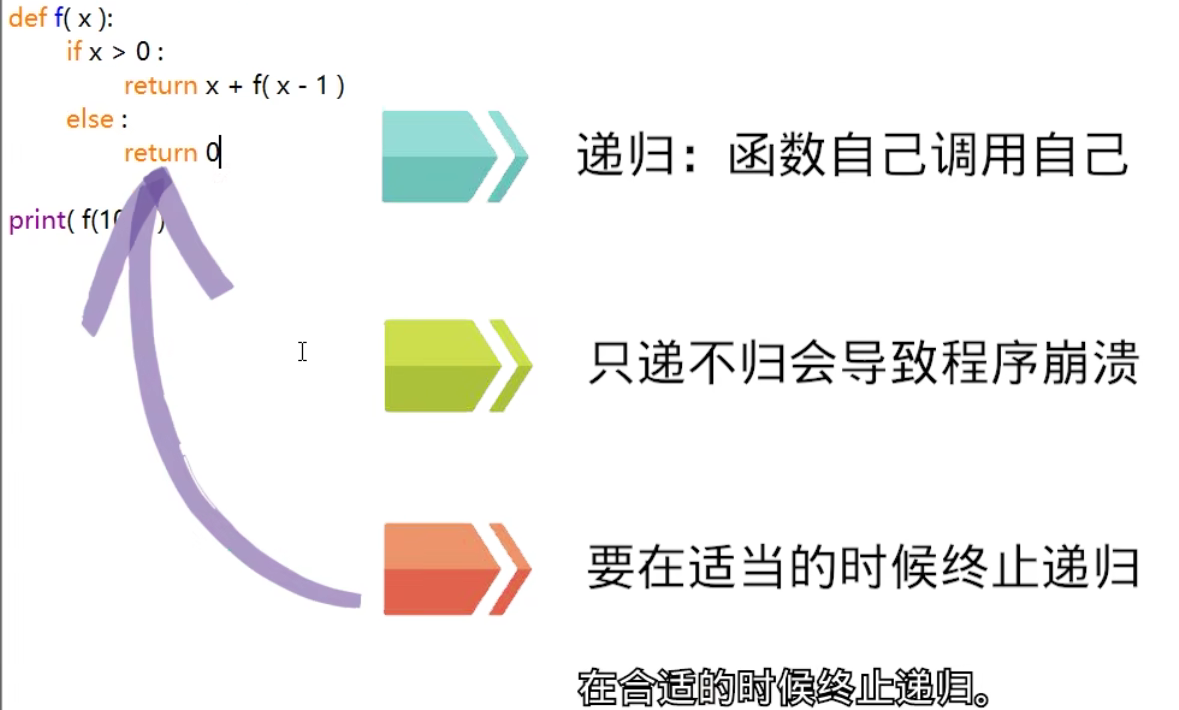 def f( x ):
if x > 0 :
return x + f( x - 1 )
else :
return 0
print( f(10 )
递归：函数自己调用自己
只递不归会导致程序崩溃
要在适当的时候终止递归
在合适的时候终止递归。